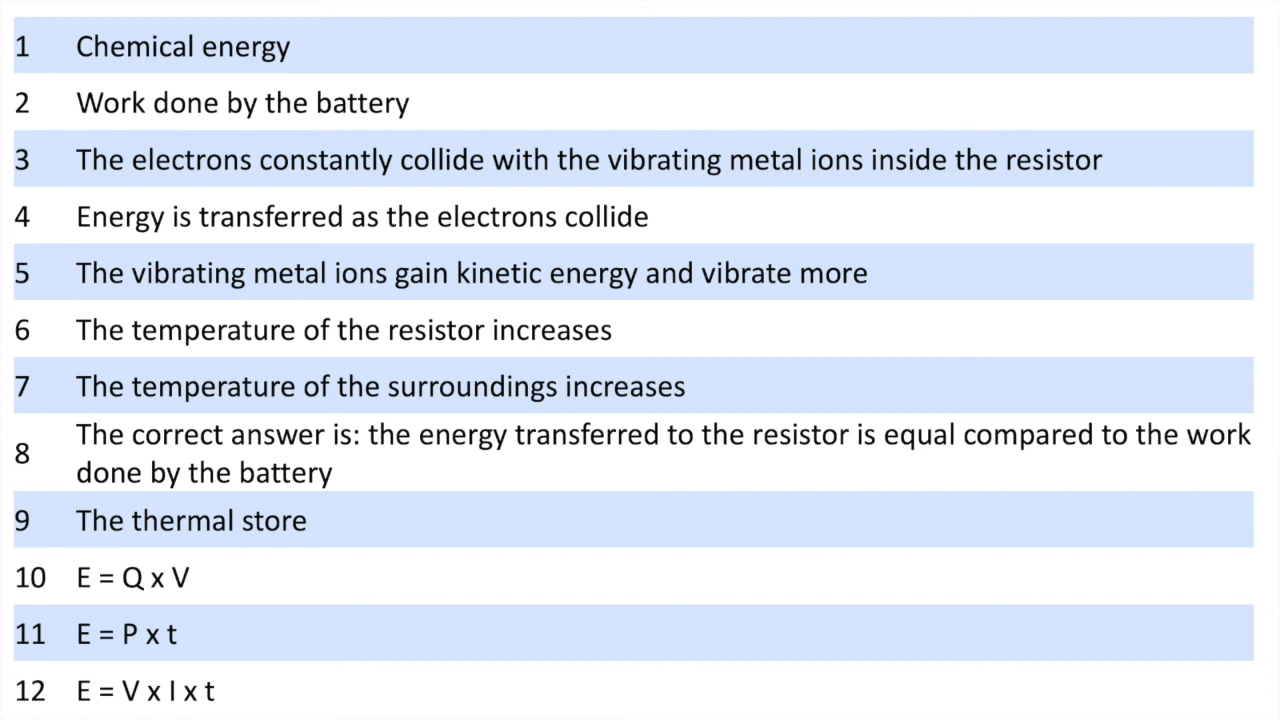 1 Chemical energy
2 Work done by the battery
3 The electrons constantly collide with the vibrating metal ions inside the resistor
4 Energy is transferred as the electrons collide
5 The vibrating metal ions gain kinetic energy and vibrate more
6 The temperature of the resistor increases
7 The temperature of the surroundings increases
8 The correct answer is: the energy transferred to the resistor is equal compared to the work
done by the battery
9 The thermal store
10 E = Q x V
11 E = P x t
12 E = V x I x t